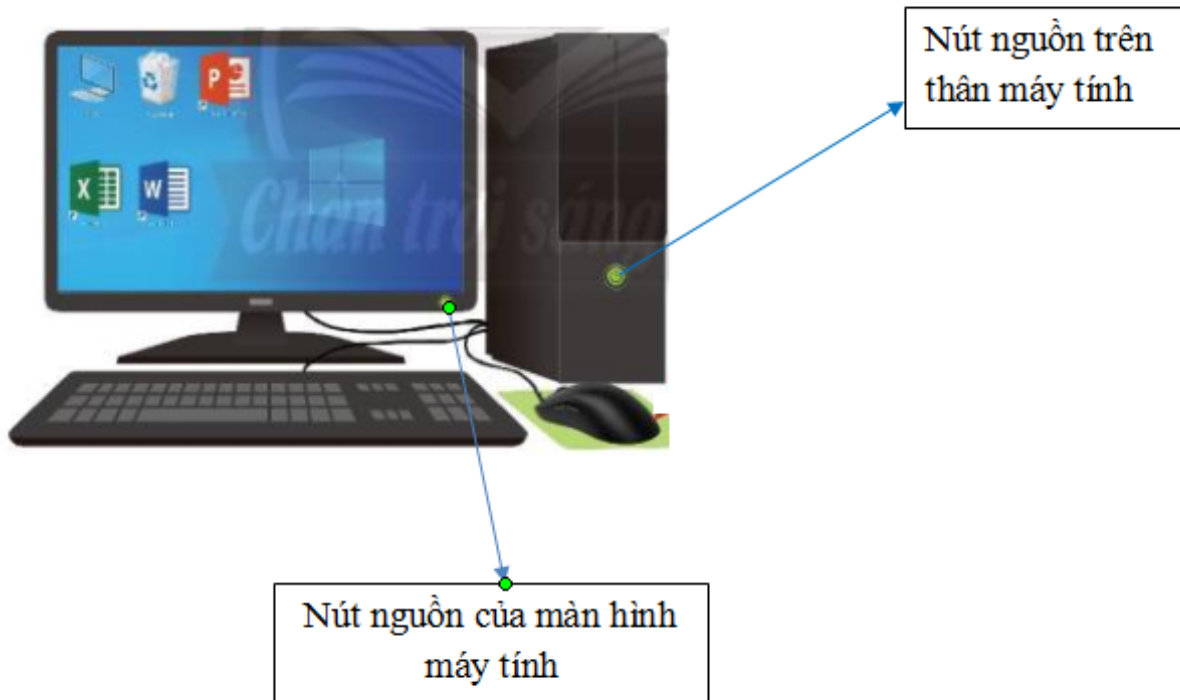 Nút nguồn trên
thân máy tính
P
X
W
Chân trời sáng
Nút nguồn của màn hình
máy tính